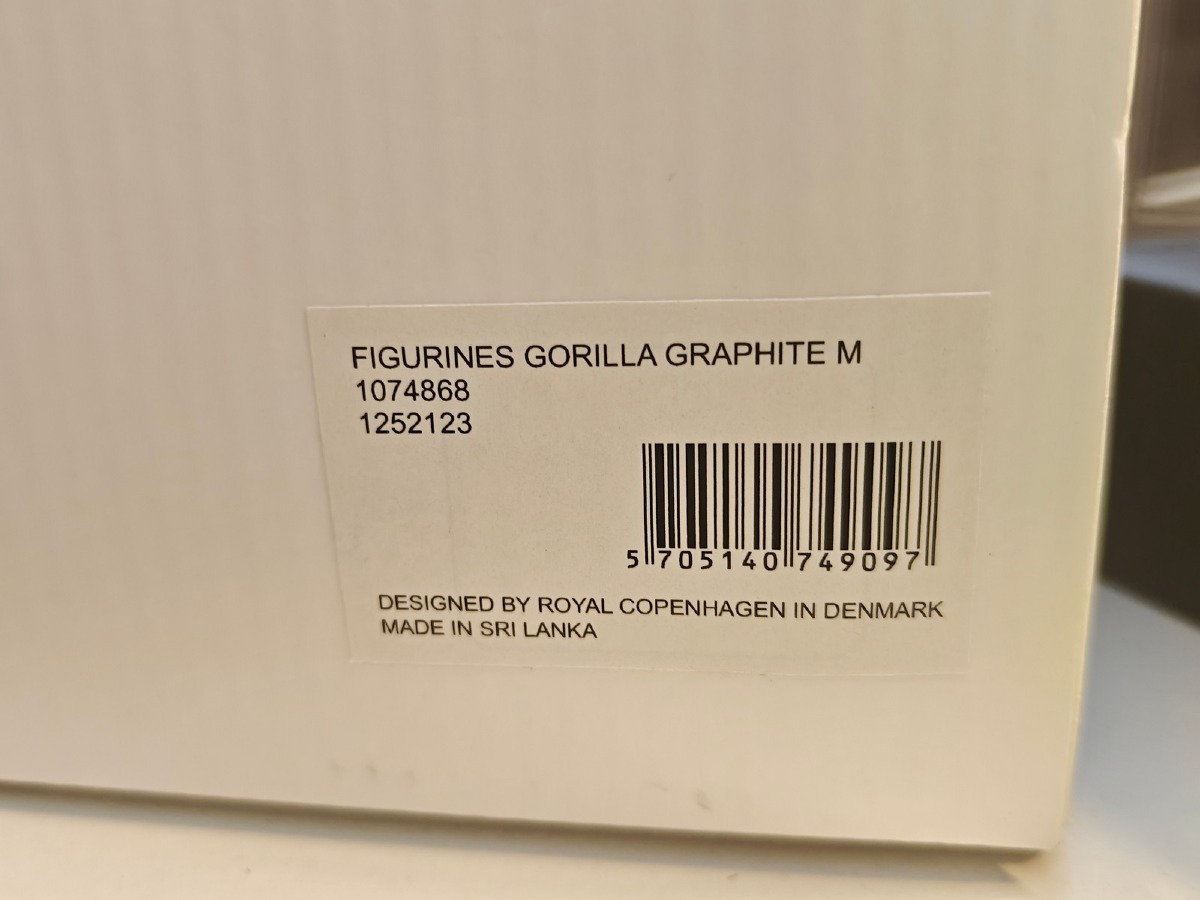 FIGURINES GORILLA GRAPHITE M
1074868
1252123
5 705140 749097
DESIGNED BY ROYAL COPENHAGEN IN DENMARK
MADE IN SRI LANKA